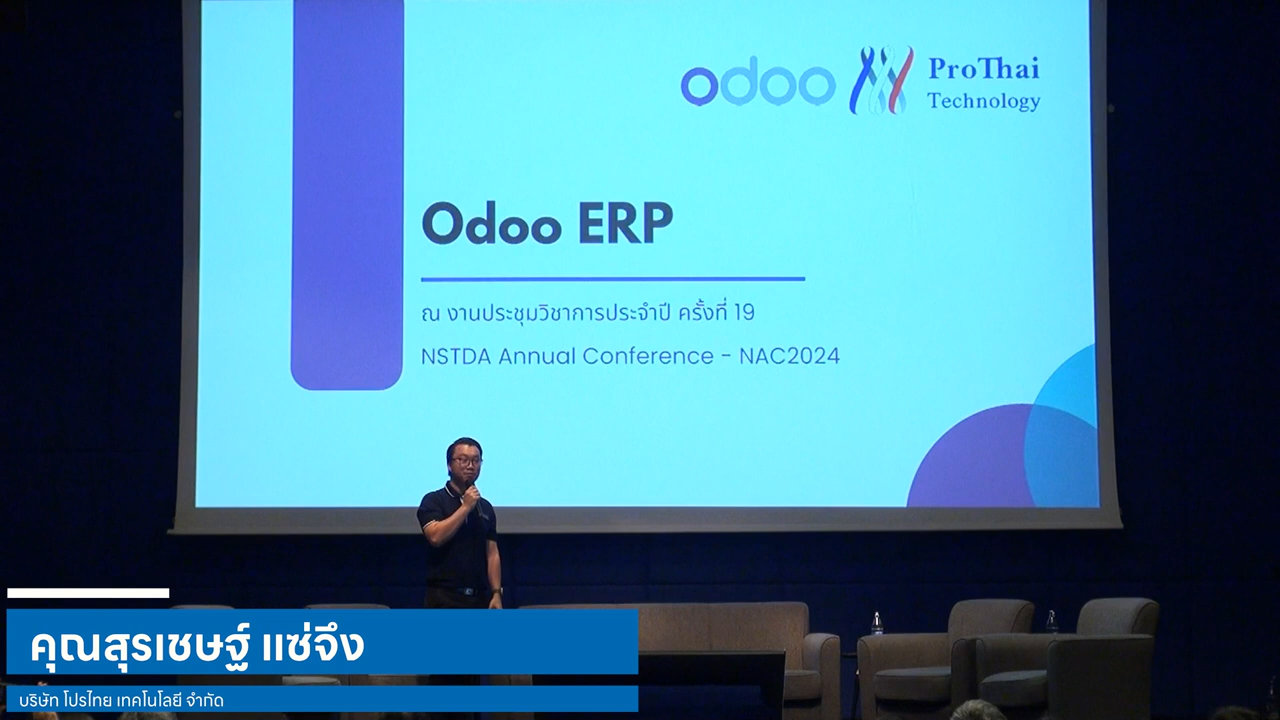 odoo ProThai
Technology
Odoo ERP
ณ งานประชุมวิชาการประจำปี ครั้งที่ 19
NSTDA Annual Conference - NAC2024
คุณสุรเชษฐ์ แซ่จึง
บริษัท โปรไทย เทคโนโลยี จำกัด